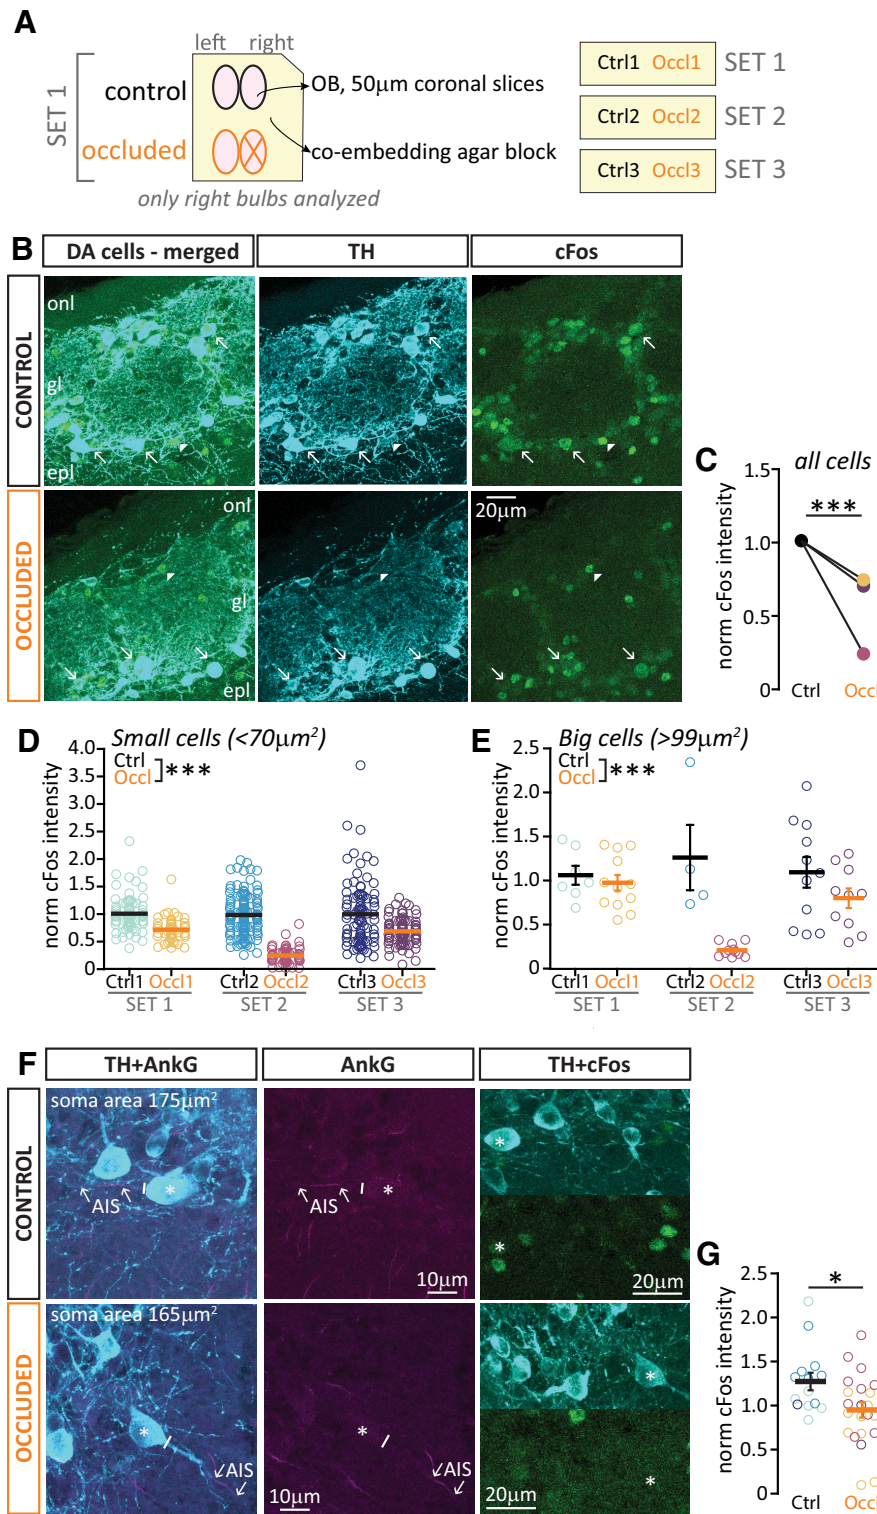 A
left right
SET 1
control
occluded
OB, 50μm coronal slices
co-embedding agar block
only right bulbs analyzed
Ctrl1 Occl1 SET 1
Ctrl2 Occl2 SET 2
Ctrl3 Occl3 SET 3
B
DA cells - merged TH cFos
CONTROL
onl
gl
epl
OCCLUDED
onl
gl
epl
20μm
C
all cells
***
norm cFos intensity
1.5
1.0
0.5
0
Ctrl Occl
D
Small cells (<70μm²)
Ctrl
Occl
***
norm cFos intensity
4.0
3.5
3.0
2.5
2.0
1.5
1.0
0.5
0
Ctrl1 Occl1 Ctrl2 Occl2 Ctrl3 Occl3
SET 1 SET 2 SET 3
E
Big cells (>99μm²)
Ctrl
Occl
***
norm cFos intensity
2.5
2.0
1.5
1.0
0.5
0
Ctrl1 Occl1 Ctrl2 Occl2 Ctrl3 Occl3
SET 1 SET 2 SET 3
F
TH+AnkG AnkG TH+cFos
CONTROL
soma area 175μm²
*
AIS
*
AIS
10μm
*
*
20μm
OCCLUDED
soma area 165μm²
*
AIS
*
AIS
10μm
*
*
20μm
G
*
norm cFos intensity
2.5
2.0
1.5
1.0
0.5
0
Ctrl Occl